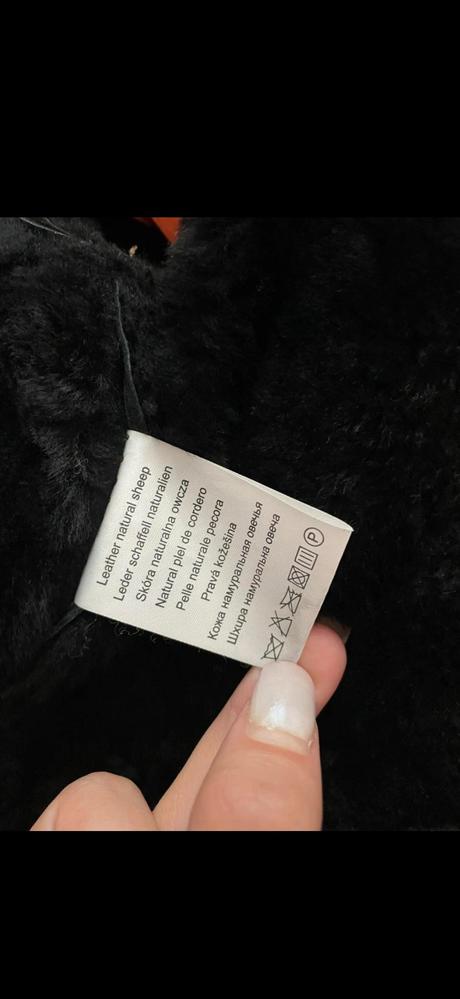 Leather natural sheep
Leder schaffell naturalien
Skóra naturalna owcza
Natural piel de cordero
Pelle naturale pecora
Pravá kožešina
Кожа намуральная овечья
Шхира намуральна овеча
P